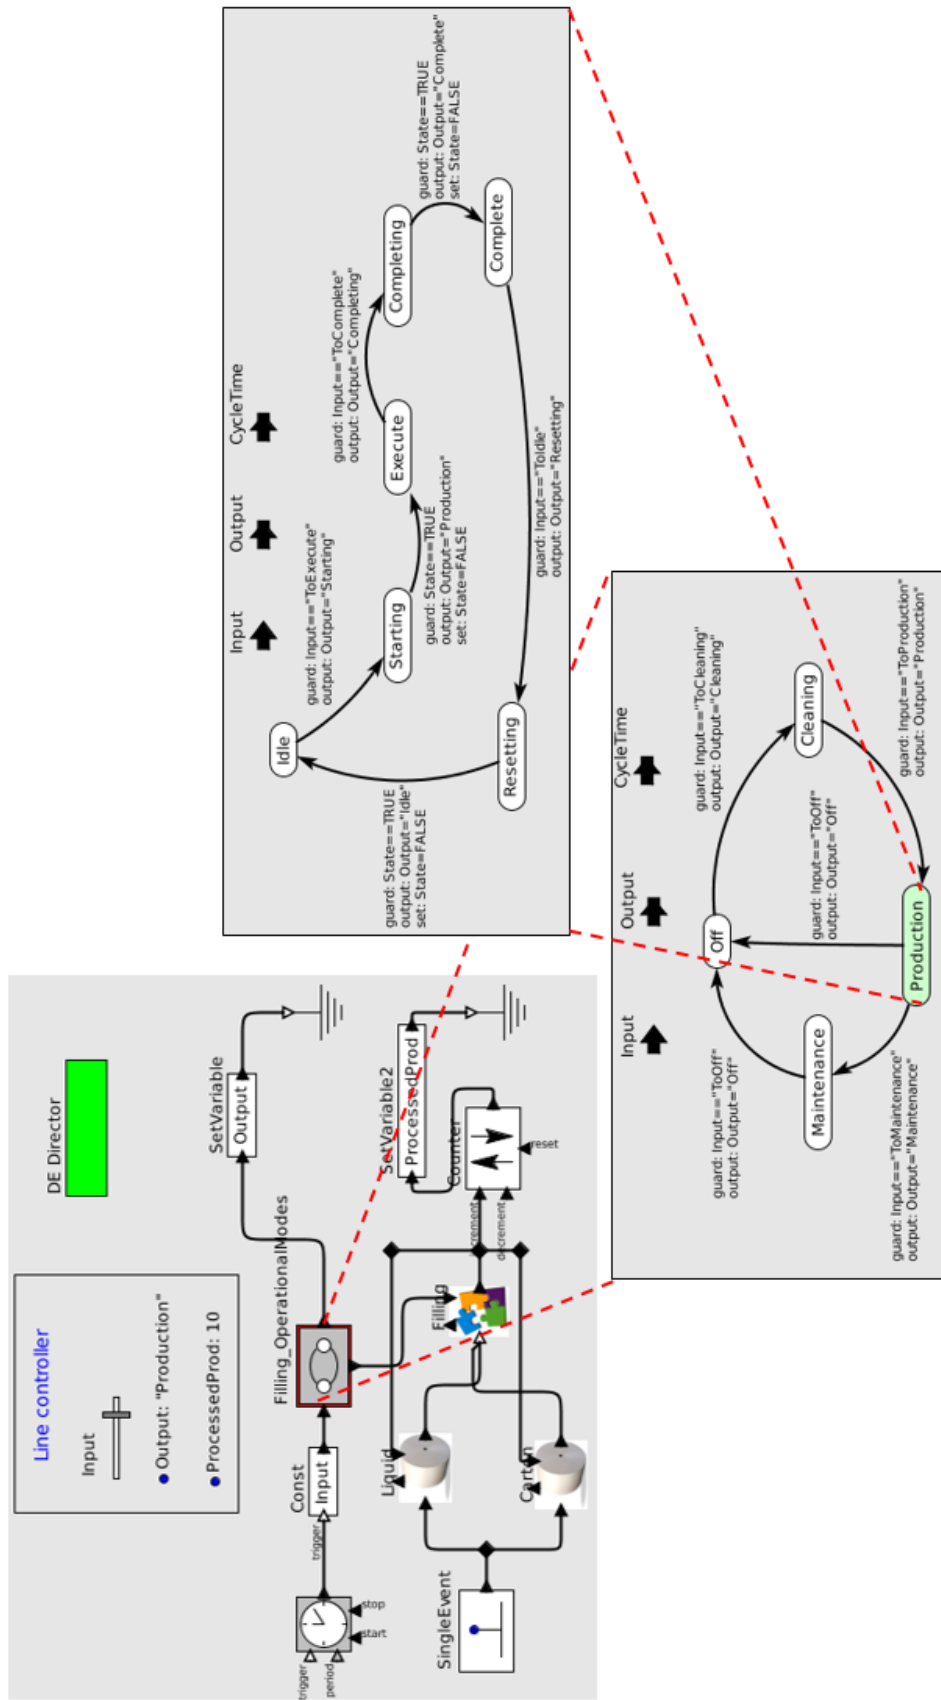 Line controller
Input
Output: "Production"
ProcessedProd: 10
DE Director
Const
Input
trigger
trigger
period
start
stop
Filling_OperationalModes
SetVariable
Output
SingleEvent
Liquid
Carton
Filling
increment
decrement
Counter
reset
SetVariable2
ProcessedProd
Input
Output
CycleTime
Idle
guard: Input=="ToExecute"
output: Output="Starting"
Starting
guard: State==TRUE
output: Output="Production"
set: State=FALSE
Execute
guard: Input=="ToComplete"
output: Output="Completing"
Completing
guard: State==TRUE
output: Output="Complete"
set: State=FALSE
Complete
guard: Input=="ToIdle"
output: Output="Resetting"
Resetting
guard: State==TRUE
output: Output="Idle"
set: State=FALSE
Input
Output
CycleTime
guard: Input=="ToOff"
output: Output="Off"
Off
guard: Input=="ToCleaning"
output: Output="Cleaning"
Maintenance
guard: Input=="ToOff"
output: Output="Off"
Cleaning
guard: Input=="ToMaintenance"
output: Output="Maintenance"
Production
guard: Input=="ToProduction"
output: Output="Production"